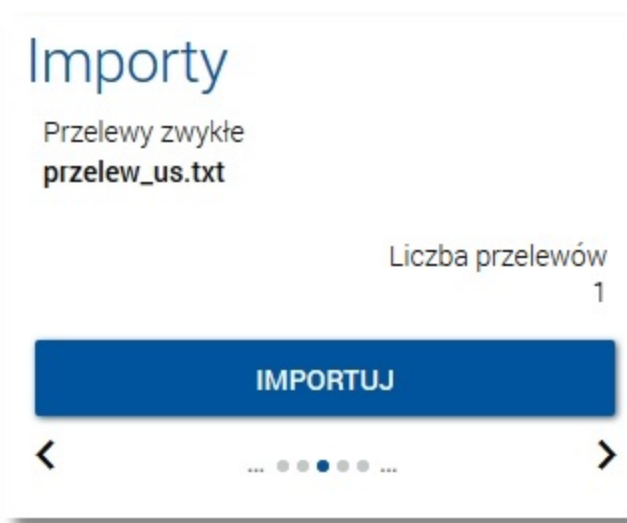 Importy
Przelewy zwykłe
przelew_us.txt
Liczba przelewów
1
IMPORTUJ
... ...